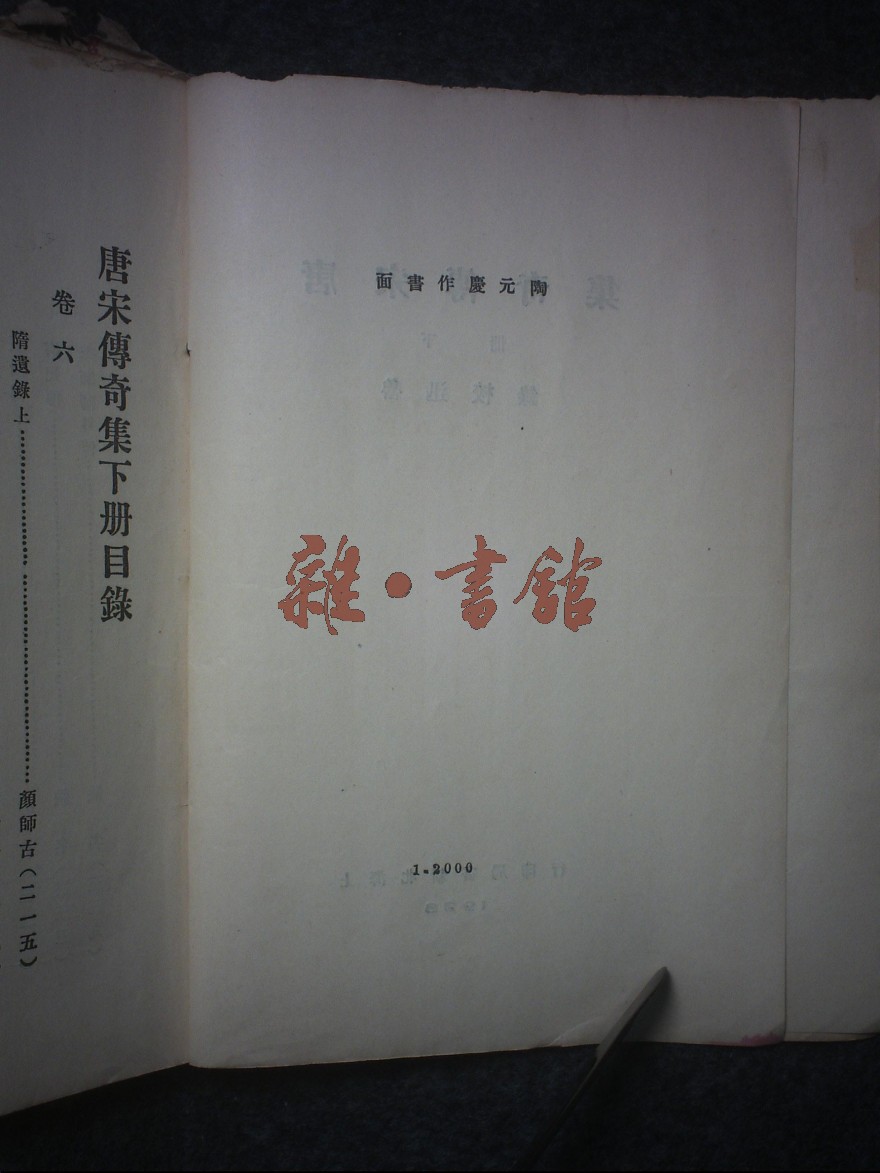 陶元慶作書面
雜·書館
1-2000
唐宋傳奇集下册目錄
卷六
隋遺錄上……………………………………顏師古(二一五)